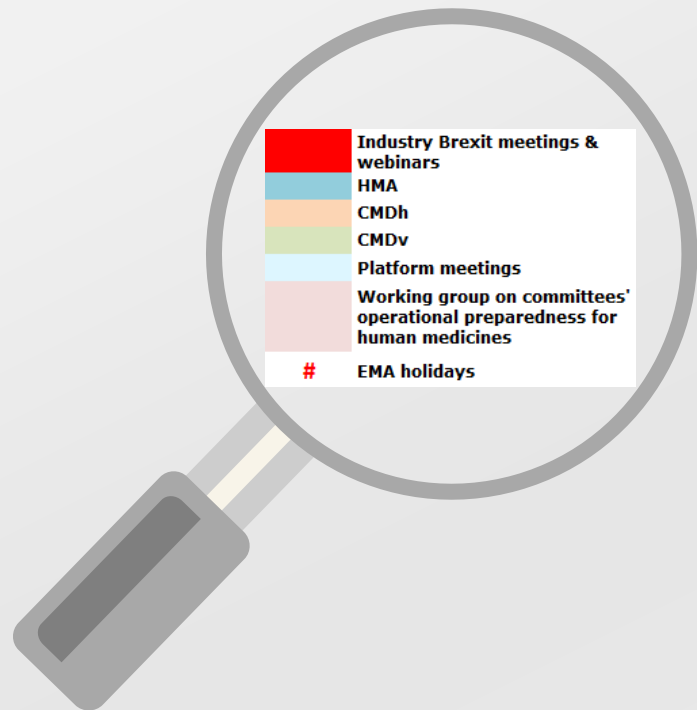 Industry Brexit meetings &
webinars
HMA
CMDh
CMDv
Platform meetings
Working group on committees'
operational preparedness for
human medicines
# EMA holidays